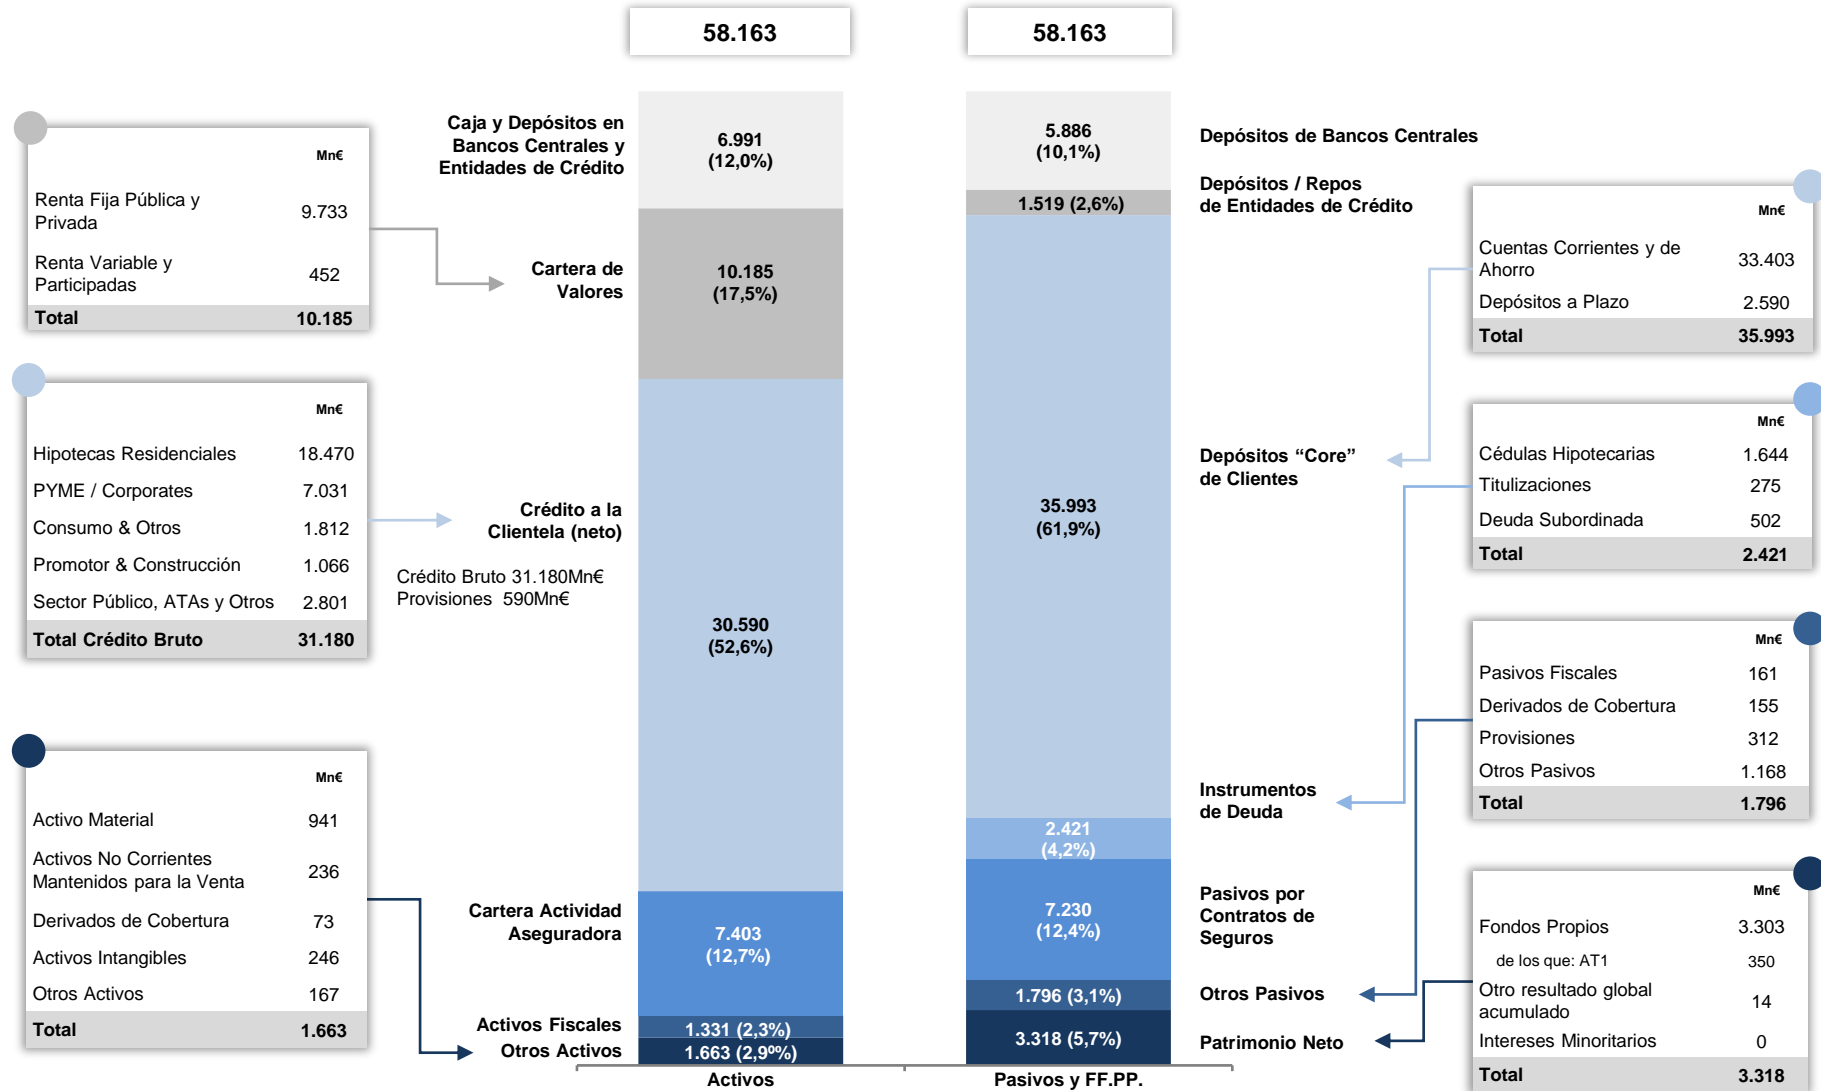 58.163
58.163
Mn€
Renta Fija Pública y
Privada
9.733
Renta Variable y
Participadas
452
Total 10.185
Mn€
Hipotecas Residenciales 18.470
PYME / Corporates 7.031
Consumo & Otros 1.812
Promotor & Construcción 1.066
Sector Público, ATAs y Otros 2.801
Total Crédito Bruto 31.180
Mn€
Activo Material 941
Activos No Corrientes
Mantenidos para la Venta
236
Derivados de Cobertura 73
Activos Intangibles 246
Otros Activos 167
Total 1.663
Caja y Depósitos en
Bancos Centrales y
Entidades de Crédito
Cartera de
Valores
Crédito a la
Clientela (neto)
Crédito Bruto 31.180Mn€
Provisiones 590Mn€
Cartera Actividad
Aseguradora
Activos Fiscales
Otros Activos
6.991
(12,0%)
10.185
(17,5%)
30.590
(52,6%)
7.403
(12,7%)
1.331 (2,3%)
1.663 (2,9%)
Activos
5.886
(10,1%)
1.519 (2,6%)
35.993
(61,9%)
2.421
(4,2%)
7.230
(12,4%)
1.796 (3,1%)
3.318 (5,7%)
Pasivos y FF.PP.
Depósitos de Bancos Centrales
Depósitos / Repos
de Entidades de Crédito
Depósitos “Core”
de Clientes
Instrumentos
de Deuda
Pasivos por
Contratos de
Seguros
Otros Pasivos
Patrimonio Neto
Mn€
Cuentas Corrientes y de
Ahorro
33.403
Depósitos a Plazo 2.590
Total 35.993
Mn€
Cédulas Hipotecarias 1.644
Titulizaciones 275
Deuda Subordinada 502
Total 2.421
Mn€
Pasivos Fiscales 161
Derivados de Cobertura 155
Provisiones 312
Otros Pasivos 1.168
Total 1.796
Mn€
Fondos Propios 3.303
de los que: AT1 350
Otro resultado global
acumulado
14
Intereses Minoritarios 0
Total 3.318